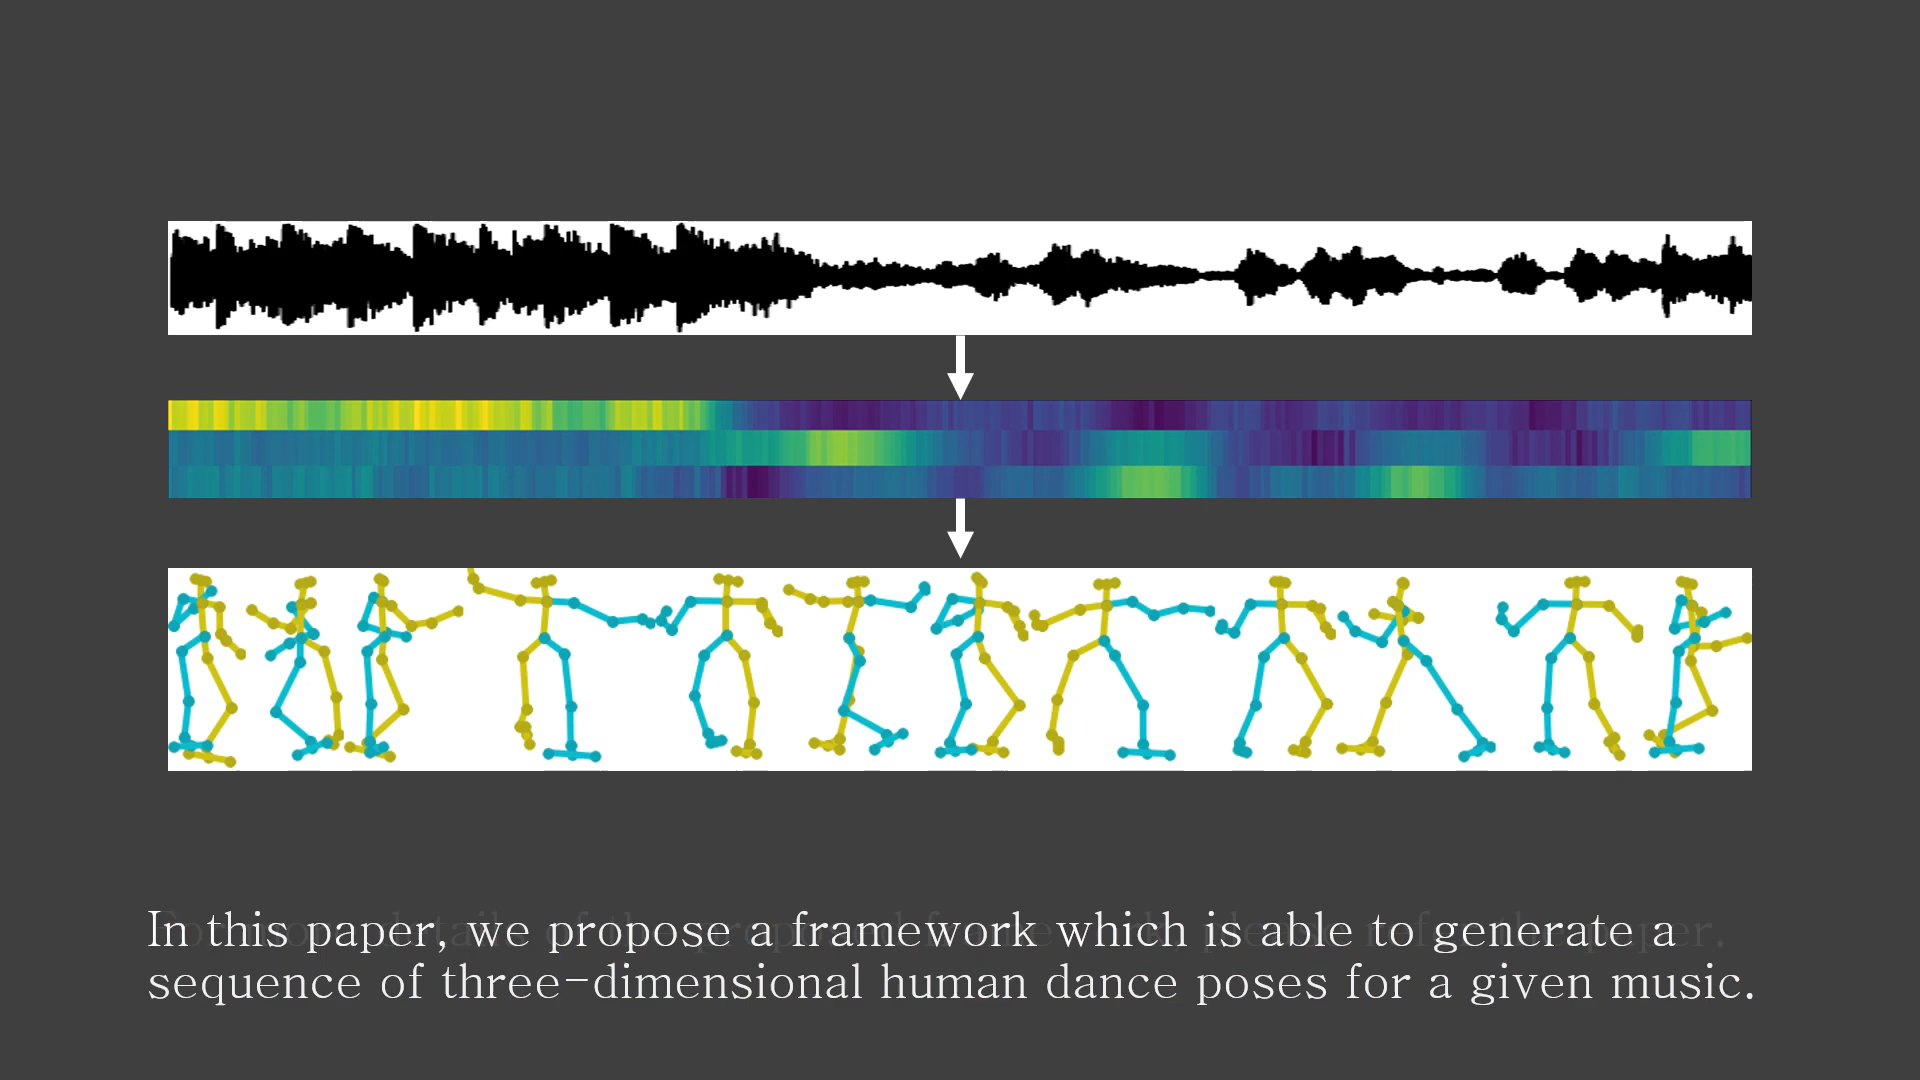 In this paper, we propose a framework which is able to generate a
sequence of three-dimensional human dance poses for a given music.